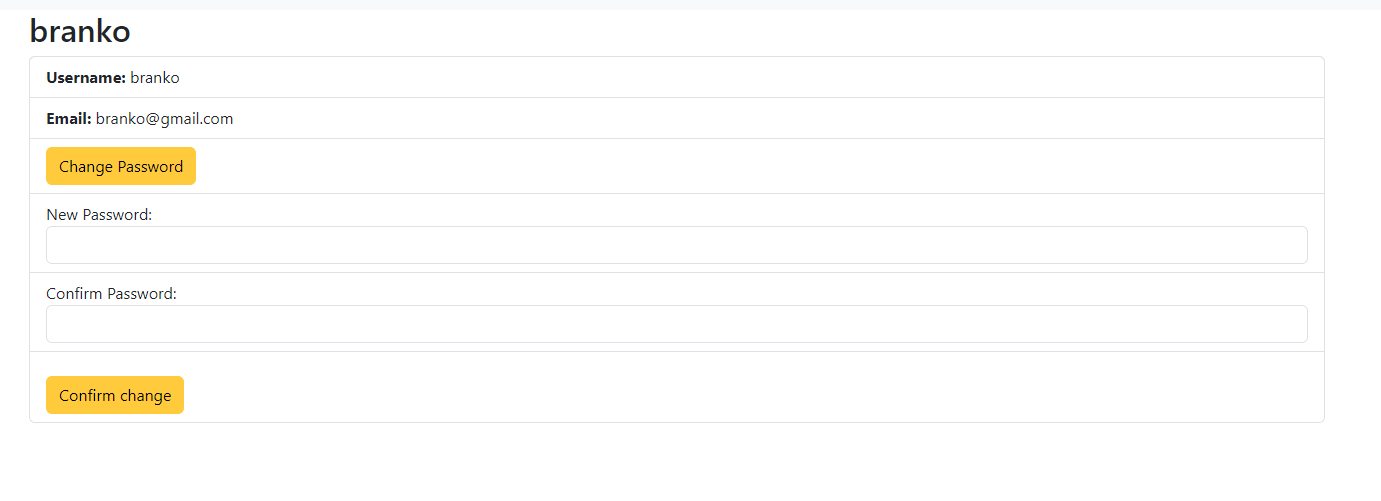 branko
Username: branko
Email: branko@gmail.com
Change Password
New Password:
Confirm Password:
Confirm change